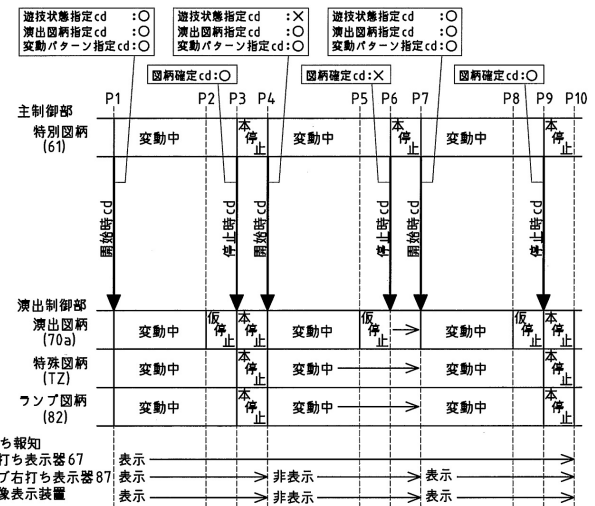 遊技状態指定cd :○
演出図柄指定cd :○
変動パターン指定cd:○
遊技状態指定cd :×
演出図柄指定cd :○
変動パターン指定cd:○
遊技状態指定cd :○
演出図柄指定cd :○
変動パターン指定cd:○
図柄確定cd:○
図柄確定cd:×
図柄確定cd:○
P1 P2 P3 P4 P5 P6 P7 P8 P9 P10
主制御部
特別図柄
(61)
変動中
本停止
変動中
本停止
変動中
本停止
開始時cd
停止時cd
開始時cd
停止時cd
開始時cd
停止時cd
演出制御部
演出図柄
(70a)
変動中
仮停止
本停止
変動中
仮停止
変動中
仮停止
本停止
特殊図柄
(TZ)
変動中
本停止
変動中
変動中
本停止
ランプ図柄
(82)
変動中
本停止
変動中
変動中
本停止
ち報知
打ち表示器67 表示
プ右打ち表示器87 表示 非表示 表示
像表示装置 表示 非表示 表示